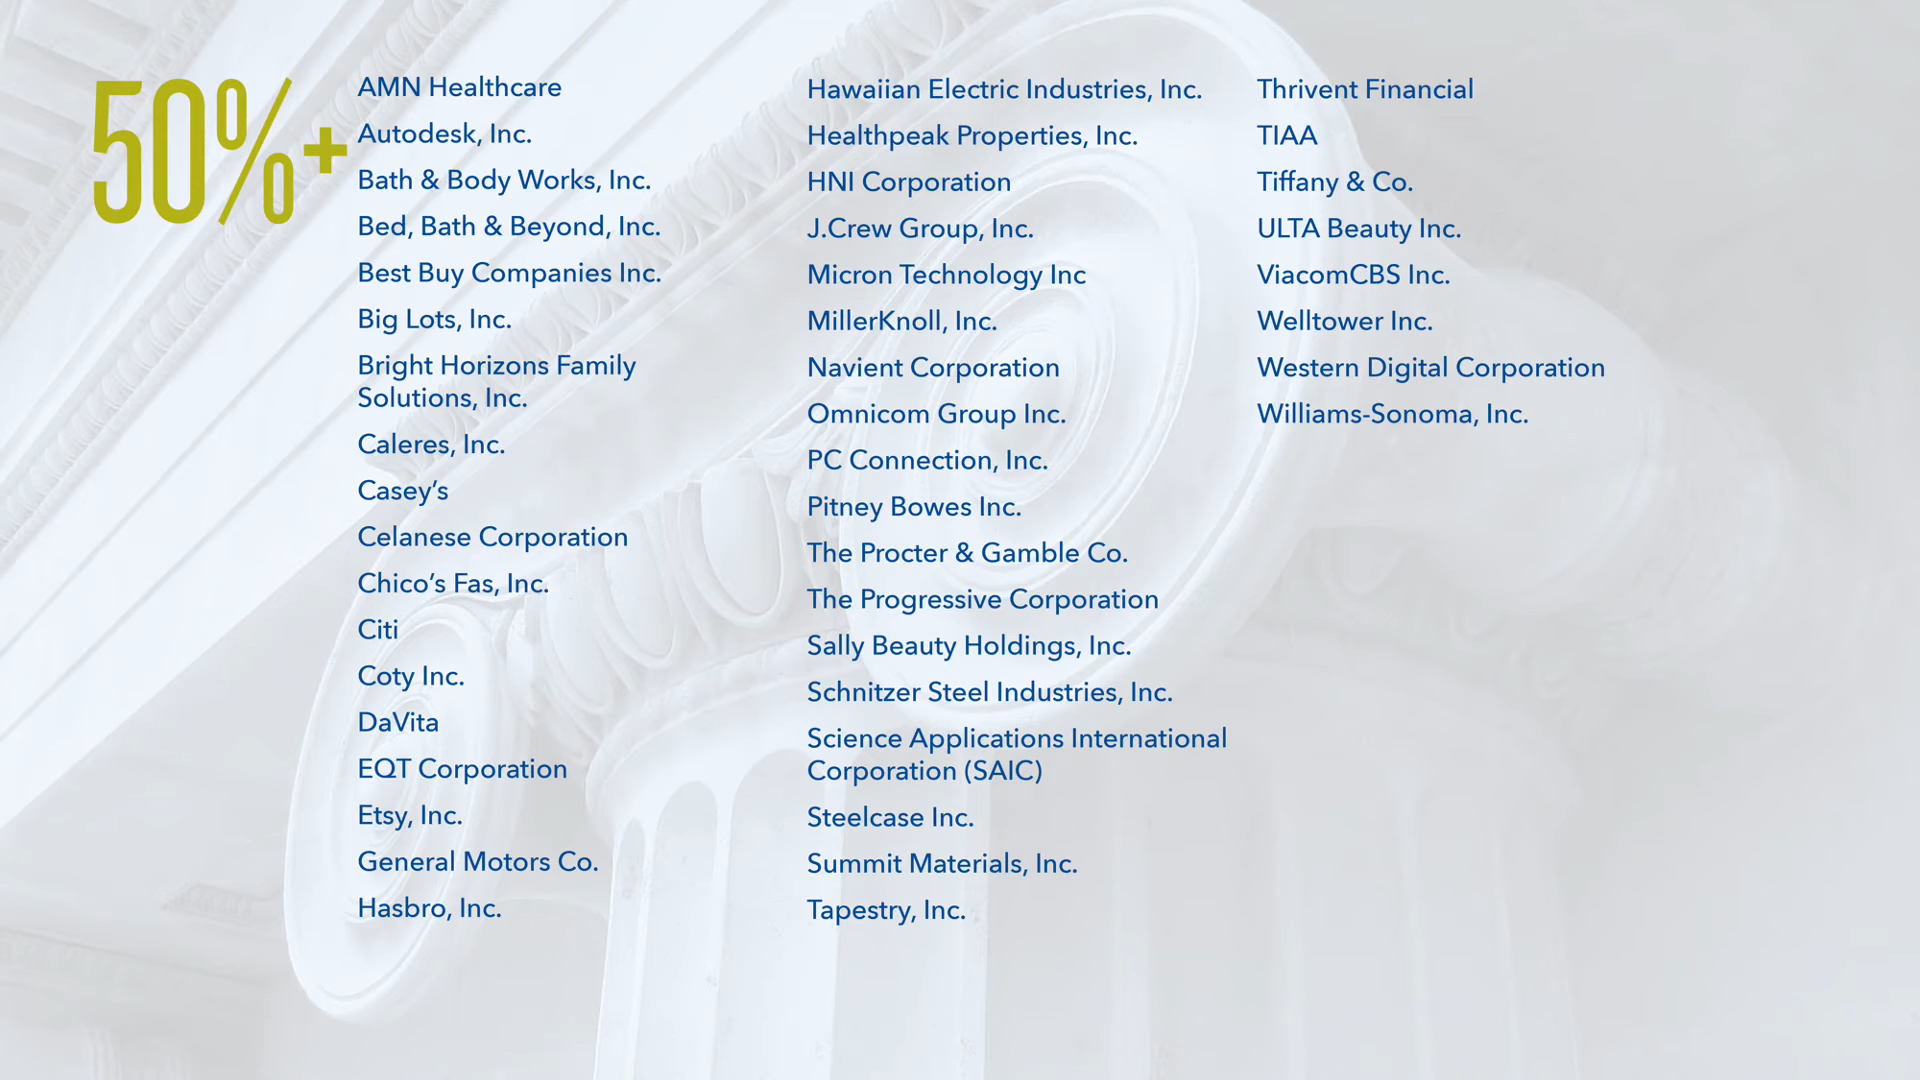 50%+
AMN Healthcare
Autodesk, Inc.
Bath & Body Works, Inc.
Bed, Bath & Beyond, Inc.
Best Buy Companies Inc.
Big Lots, Inc.
Bright Horizons Family
Solutions, Inc.
Caleres, Inc.
Casey’s
Celanese Corporation
Chico’s Fas, Inc.
Citi
Coty Inc.
DaVita
EQT Corporation
Etsy, Inc.
General Motors Co.
Hasbro, Inc.
Hawaiian Electric Industries, Inc.
Healthpeak Properties, Inc.
HNI Corporation
J.Crew Group, Inc.
Micron Technology Inc
MillerKnoll, Inc.
Navient Corporation
Omnicom Group Inc.
PC Connection, Inc.
Pitney Bowes Inc.
The Procter & Gamble Co.
The Progressive Corporation
Sally Beauty Holdings, Inc.
Schnitzer Steel Industries, Inc.
Science Applications International
Corporation (SAIC)
Steelcase Inc.
Summit Materials, Inc.
Tapestry, Inc.
Thrivent Financial
TIAA
Tiffany & Co.
ULTA Beauty Inc.
ViacomCBS Inc.
Welltower Inc.
Western Digital Corporation
Williams-Sonoma, Inc.